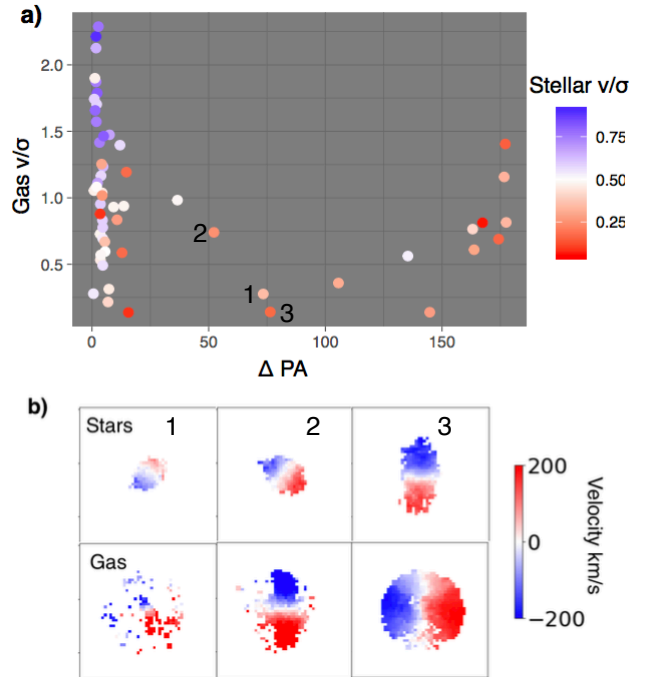 a)
Gas v/σ
2.0
1.5
1.0
0.5
0
50
100
150
Δ PA
2
1
3
Stellar v/σ
0.75
0.50
0.25
b)
Stars
1
2
3
Gas
200
0
−200
Velocity km/s